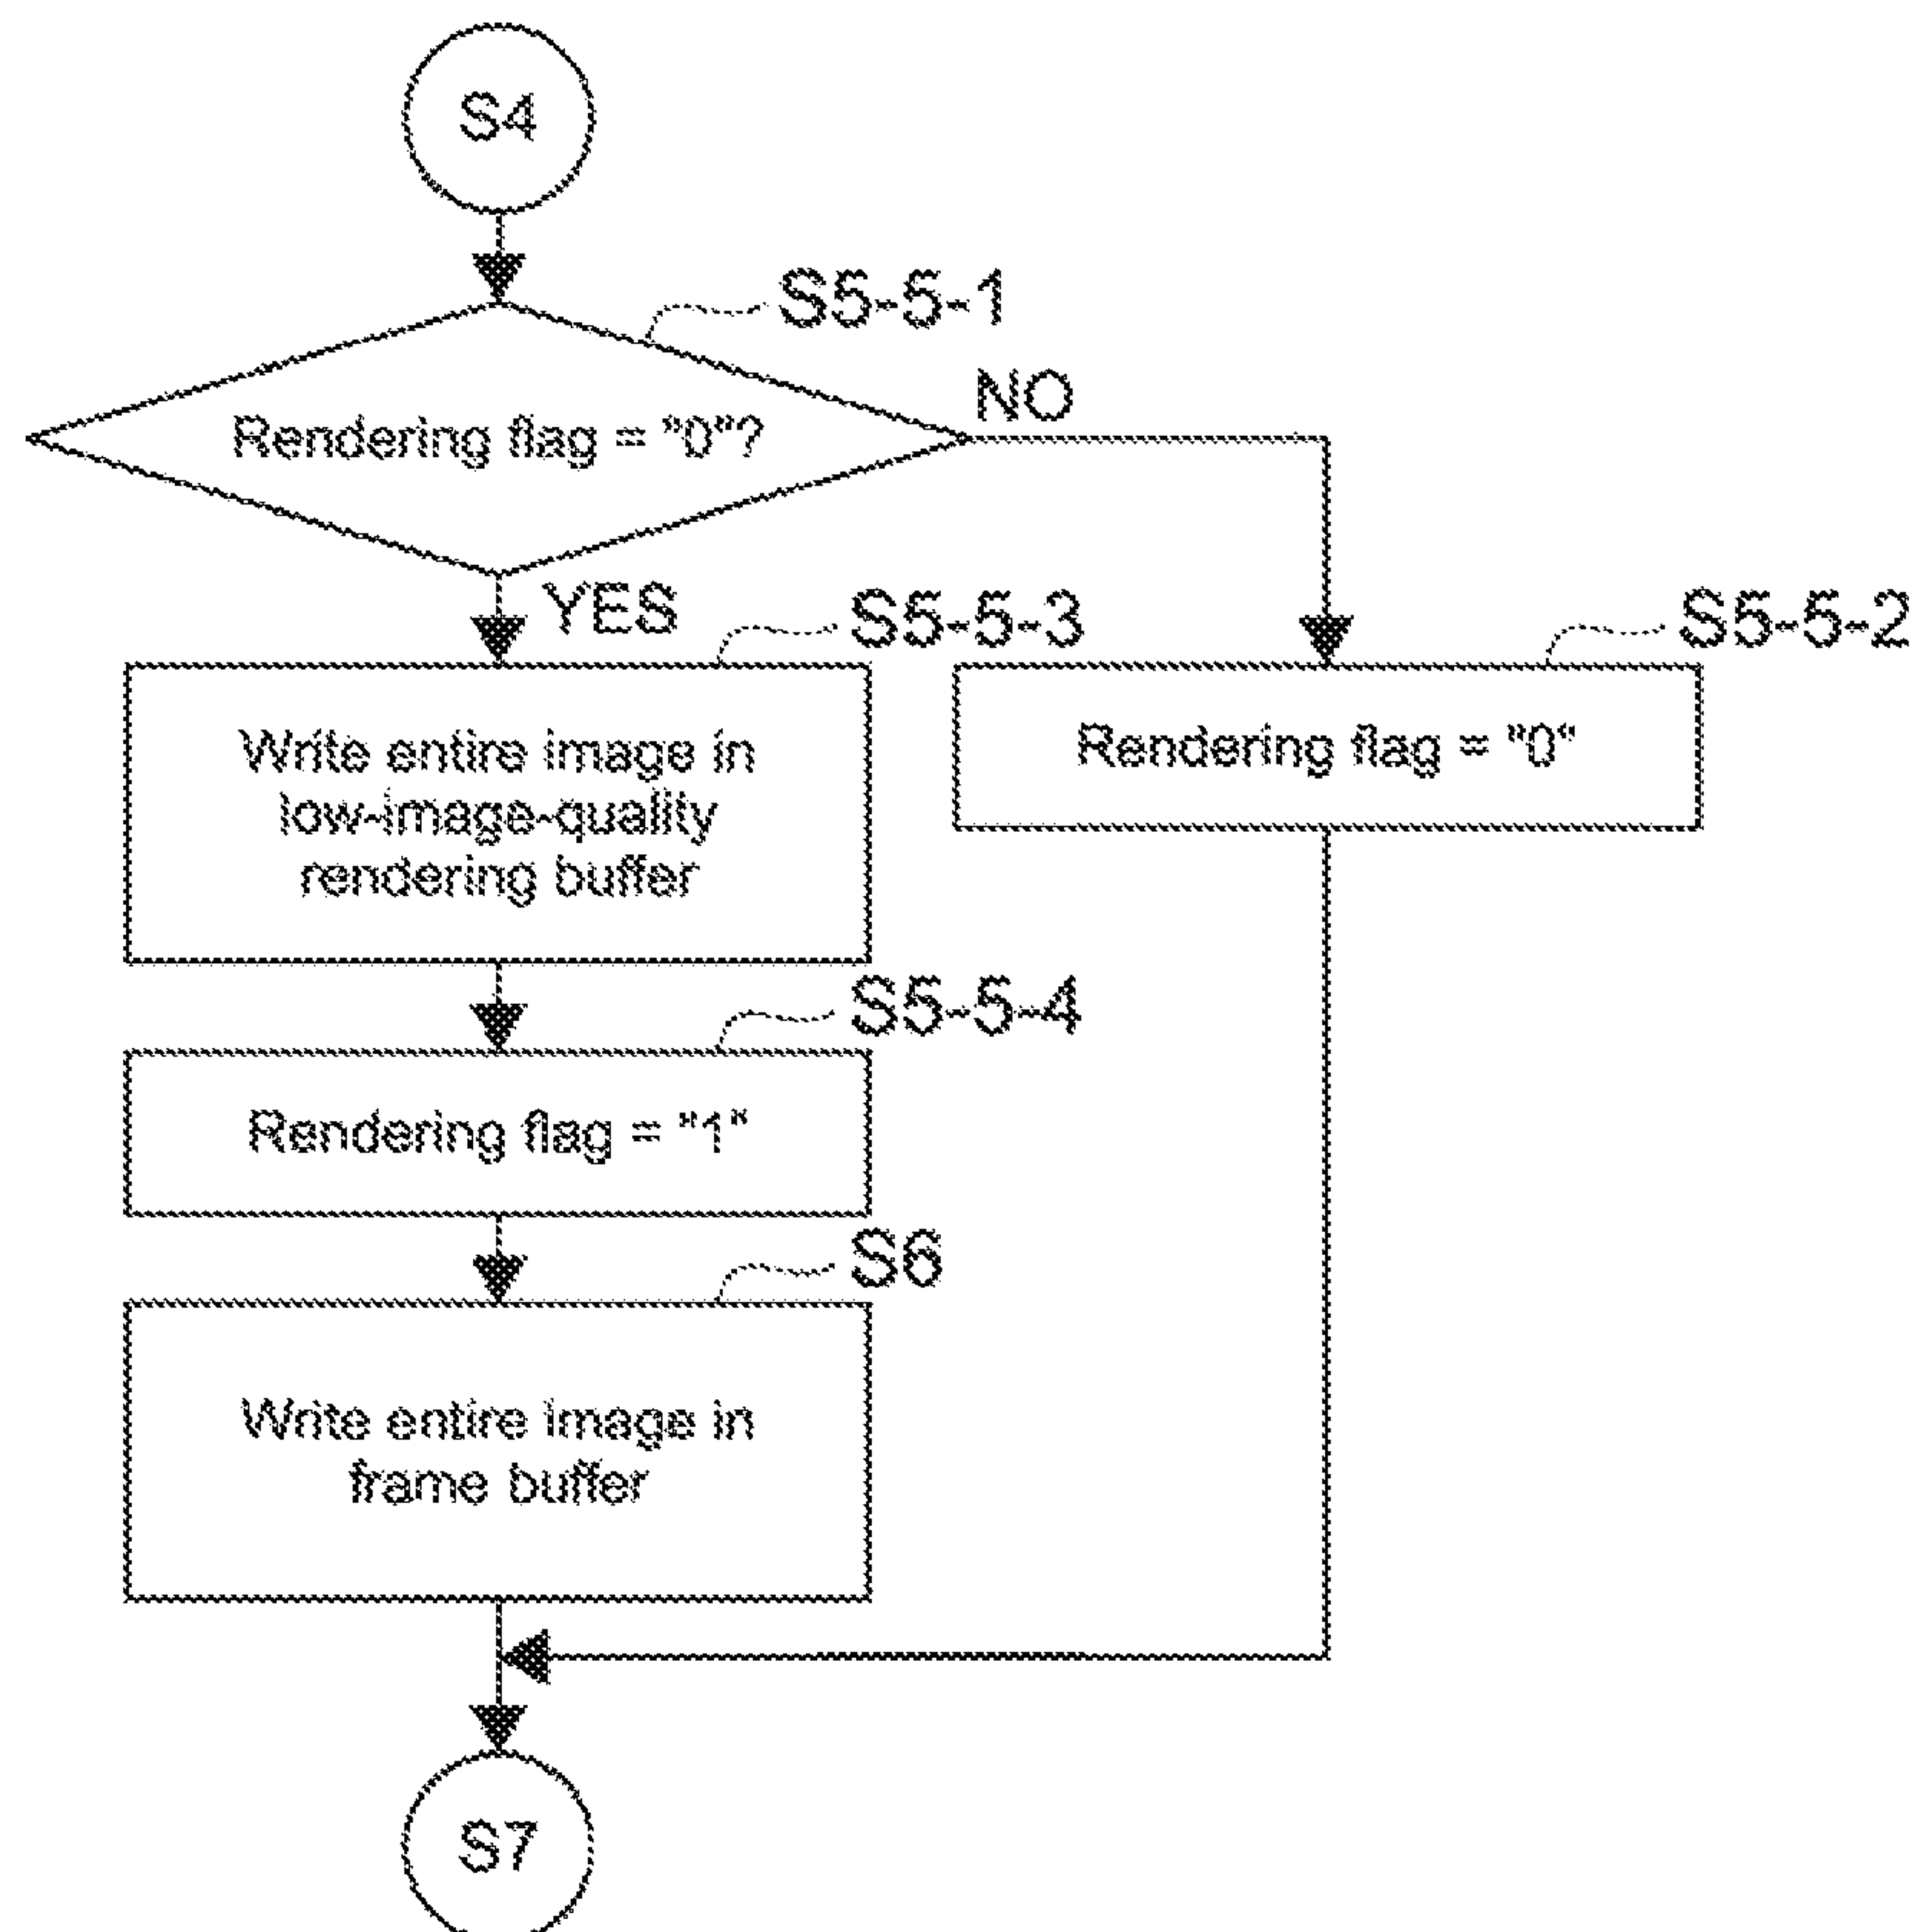 S4
S5-5-1
Rendering flag = "0"?
NO
YES
S5-5-3
S5-5-2
Write entire image in
low-image-quality
rendering buffer
Rendering flag = "0"
S5-5-4
Rendering flag = "1"
S6
Write entire image in
frame buffer
S7